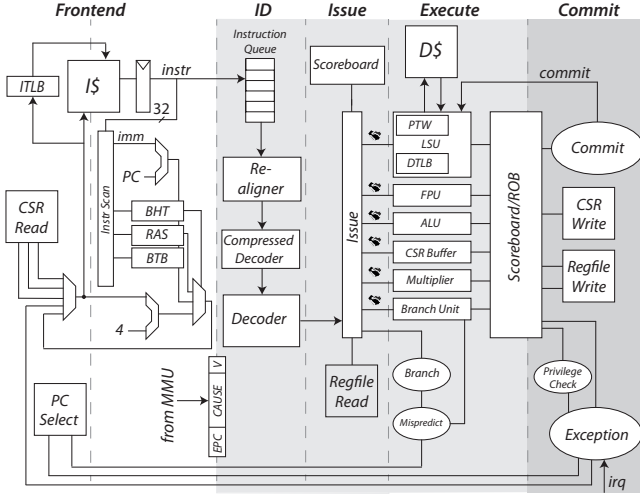 Frontend
ID
Issue
Execute
Commit
ITLB
I$
instr
32
Instruction
Queue
Scoreboard
D$
commit
Instr Scan
imm
PC
BHT
RAS
BTB
CSR
Read
4
PC
Select
Re-
aligner
Compressed
Decoder
Decoder
from MMU
V
CAUSE
EPC
Issue
Regfile
Read
PTW
LSU
DTLB
FPU
ALU
CSR Buffer
Multiplier
Branch Unit
Branch
Mispredict
Scoreboard/ROB
Commit
CSR
Write
Regfile
Write
Privilege
Check
Exception
irq